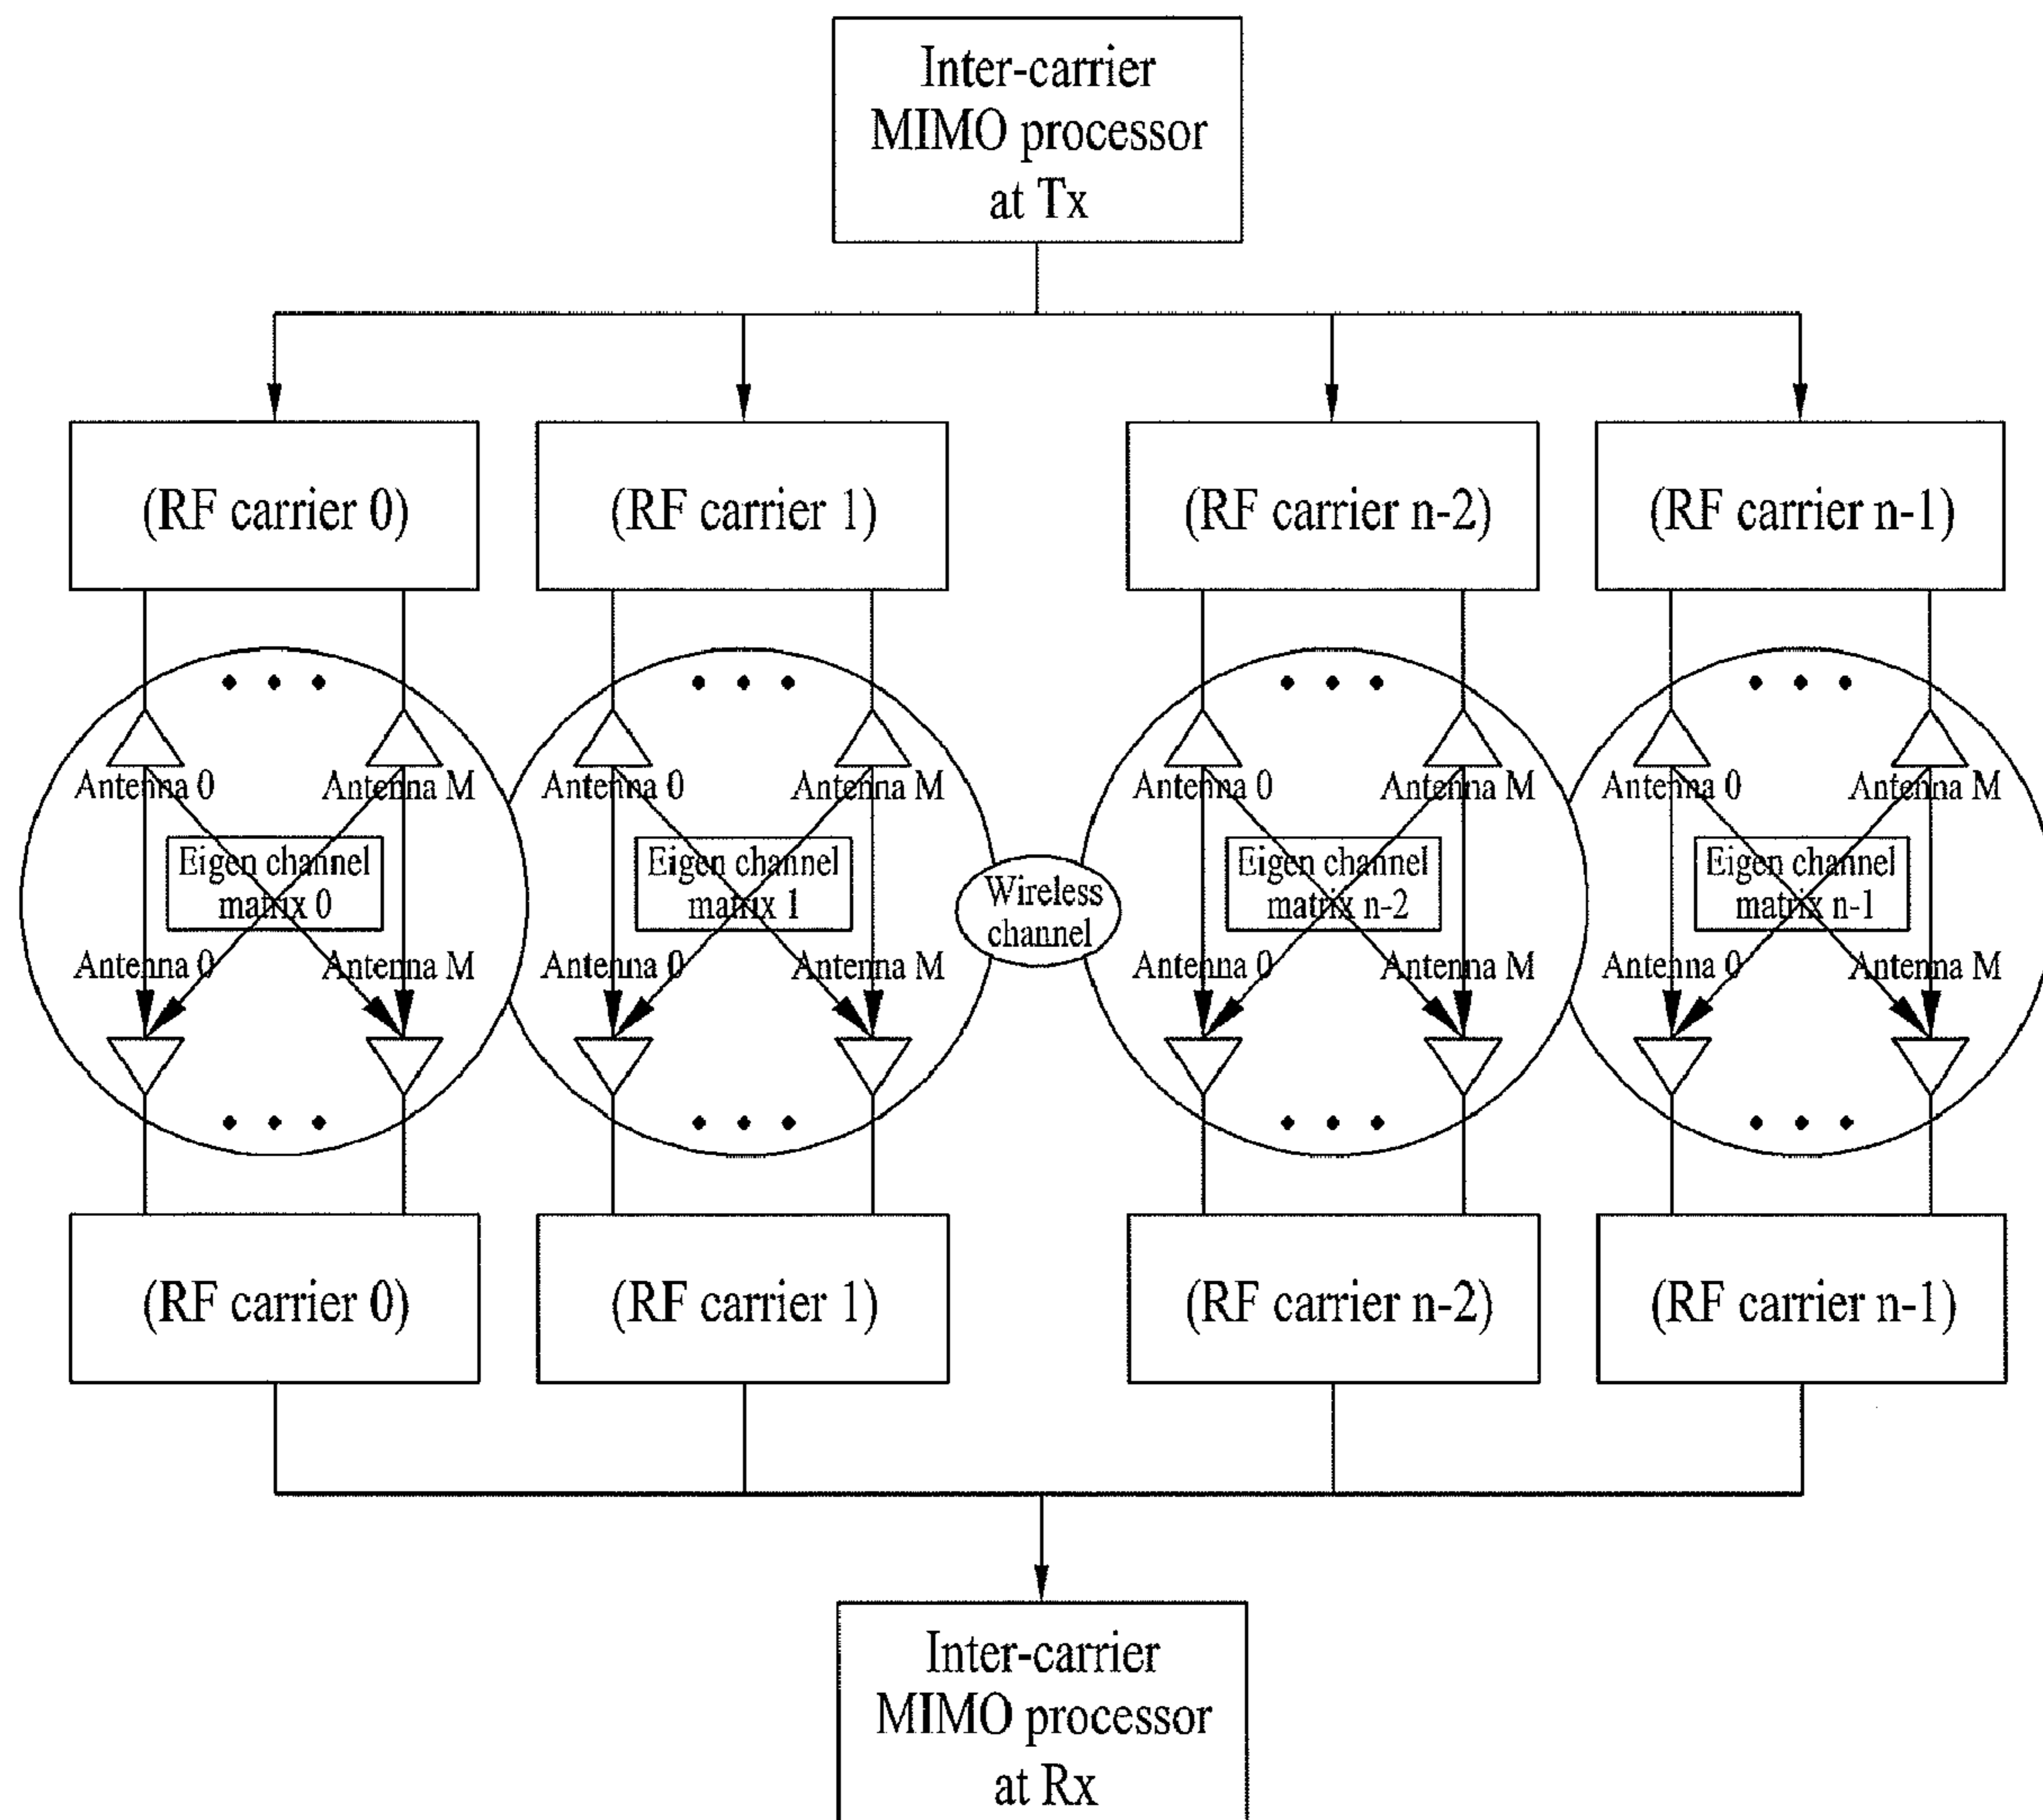 Inter-carrier
MIMO processor
at Tx
(RF carrier 0)
(RF carrier 1)
(RF carrier n-2)
(RF carrier n-1)
Antenna 0
Antenna M
Antenna 0
Antenna M
Antenna 0
Antenna M
Antenna 0
Antenna M
Eigen channel
matrix 0
Eigen channel
matrix 1
Wireless
channel
Eigen channel
matrix n-2
Eigen channel
matrix n-1
Antenna 0
Antenna M
Antenna 0
Antenna M
Antenna 0
Antenna M
Antenna 0
Antenna M
(RF carrier 0)
(RF carrier 1)
(RF carrier n-2)
(RF carrier n-1)
Inter-carrier
MIMO processor
at Rx